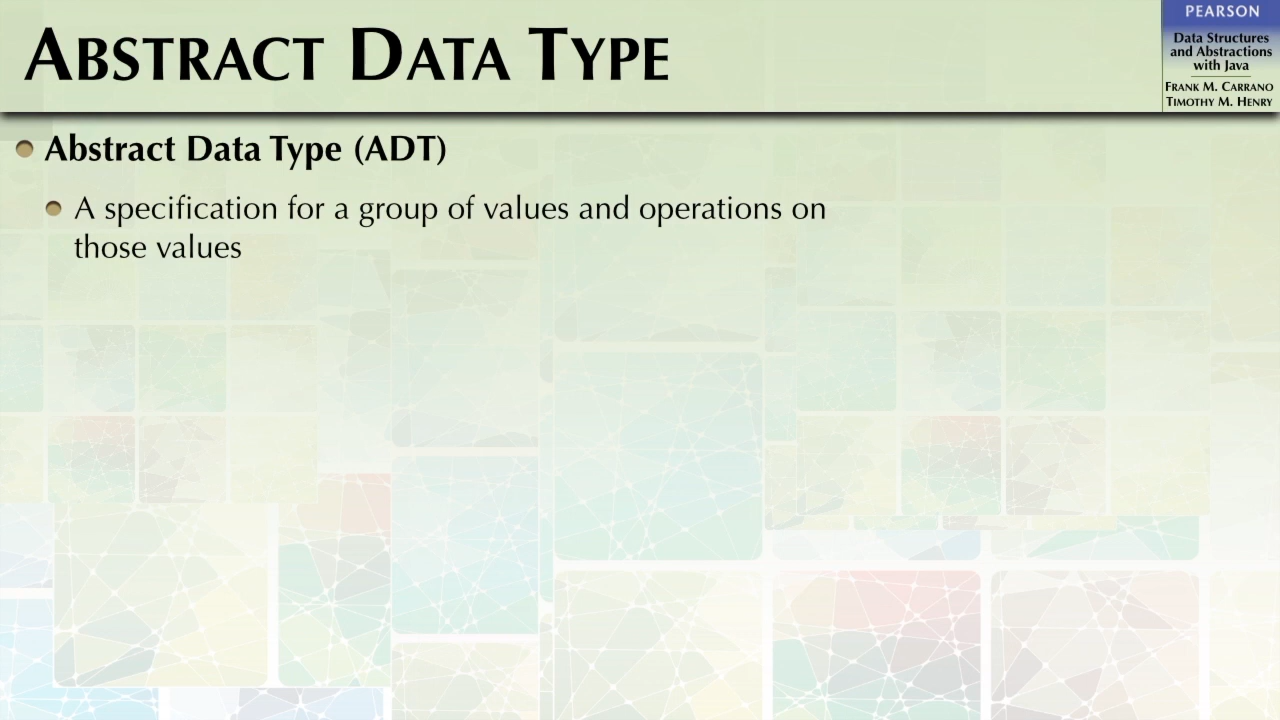 ABSTRACT DATA TYPE
PEARSON
Data Structures
and Abstractions
with Java
FRANK M. CARRANO
TIMOTHY M. HENRY
Abstract Data Type (ADT)
A specification for a group of values and operations on
those values